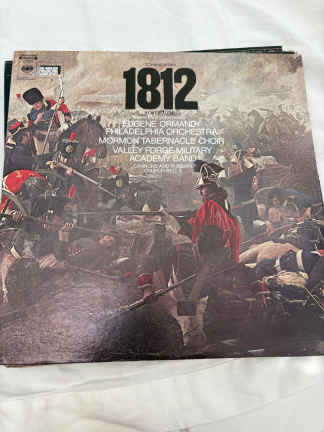 1812
EUGENE ORMANDY
PHILADELPHIA ORCHESTRA
MORMON TABERNACLE CHOIR
VALLEY FORGE MILITARY
ACADEMY BAND